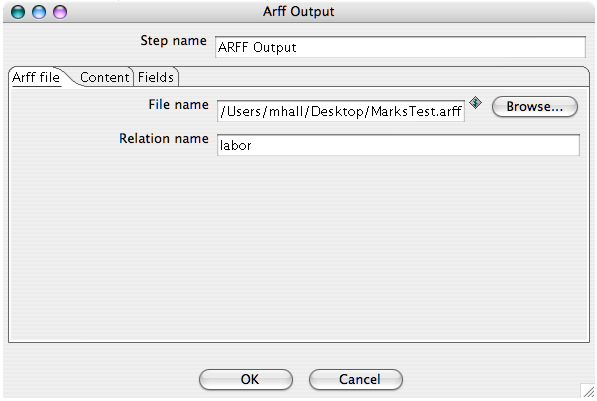 Arff Output
Step name ARFF Output
Arff file Content Fields
File name /Users/mhall/Desktop/MarksTest.arff Browse...
Relation name labor
OK Cancel